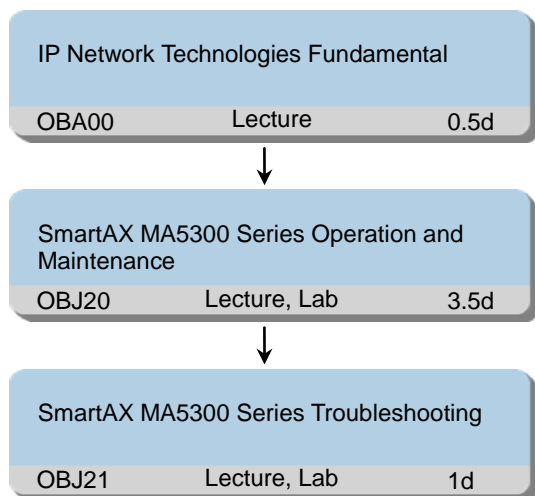 IP Network Technologies Fundamental
OBA00 Lecture 0.5d
SmartAX MA5300 Series Operation and
Maintenance
OBJ20 Lecture, Lab 3.5d
SmartAX MA5300 Series Troubleshooting
OBJ21 Lecture, Lab 1d